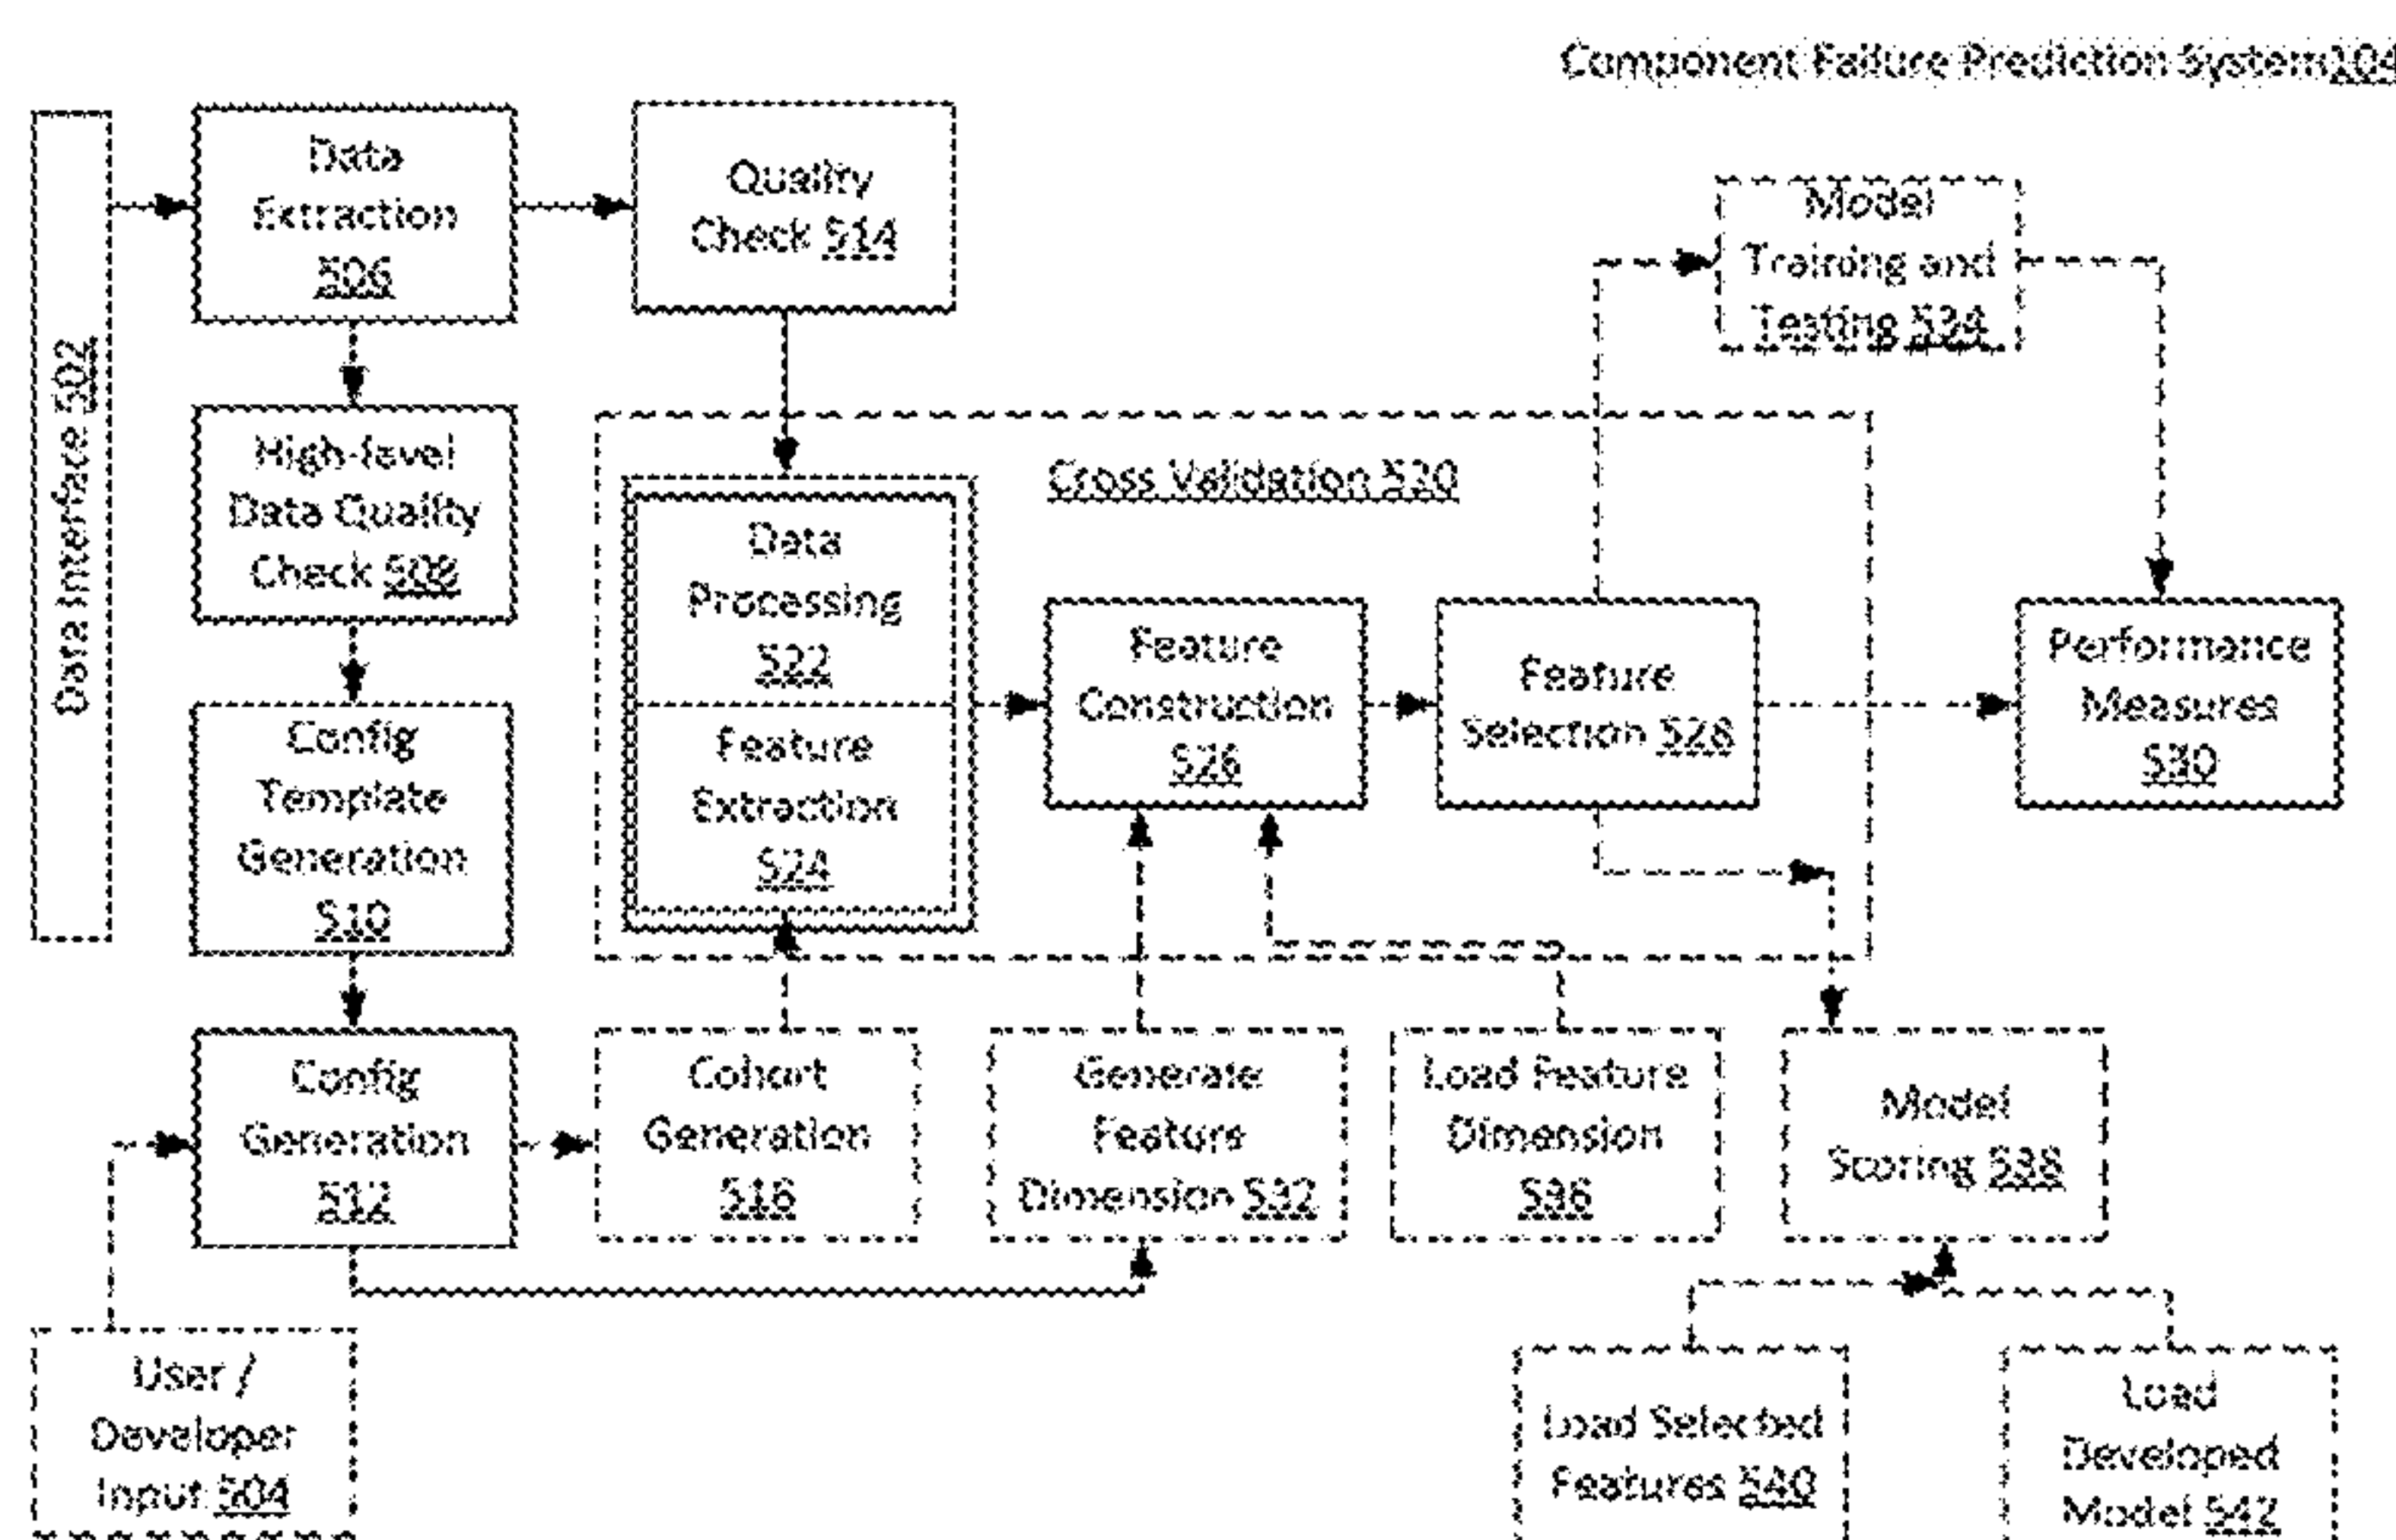 Component Failure Prediction System 104
Data Interface 502
Data
Extraction
506
Quality
Check 514
Model
Training and
Testing 534
High-level
Data Quality
Check 508
Cross Validation 520
Data
Processing
522
Feature
Extraction
524
Feature
Construction
526
Feature
Selection 528
Performance
Measures
530
Config
Template
Generation
510
Config
Generation
512
Cohort
Generation
516
Generate
Feature
Dimension 532
Load Feature
Dimension
536
Model
Scoring 538
User /
Developer
Input 504
Load Selected
Features 540
Load
Developed
Model 542